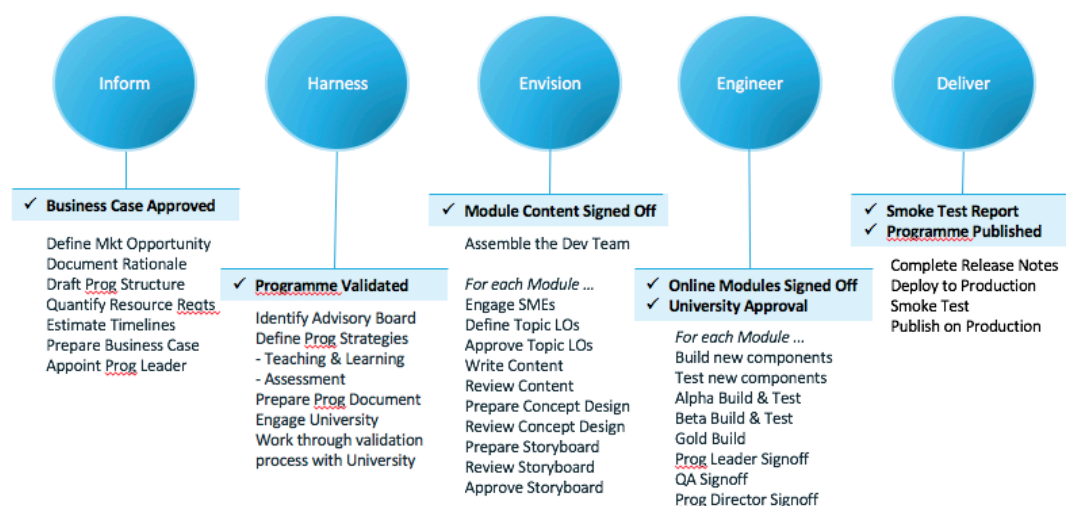 Inform
Harness
Envision
Engineer
Deliver
✓ Business Case Approved
Define Mkt Opportunity
Document Rationale
Draft Prog Structure
Quantify Resource Reqts
Estimate Timelines
Prepare Business Case
Appoint Prog Leader
✓ Programme Validated
Identify Advisory Board
Define Prog Strategies
- Teaching & Learning
- Assessment
Prepare Prog Document
Engage University
Work through validation
process with University
✓ Module Content Signed Off
Assemble the Dev Team
For each Module ...
Engage SMEs
Define Topic LOs
Approve Topic LOs
Write Content
Review Content
Prepare Concept Design
Review Concept Design
Prepare Storyboard
Review Storyboard
Approve Storyboard
✓ Online Modules Signed Off
✓ University Approval
For each Module ...
Build new components
Test new components
Alpha Build & Test
Beta Build & Test
Gold Build
Prog Leader Signoff
QA Signoff
Prog Director Signoff
✓ Smoke Test Report
✓ Programme Published
Complete Release Notes
Deploy to Production
Smoke Test
Publish on Production